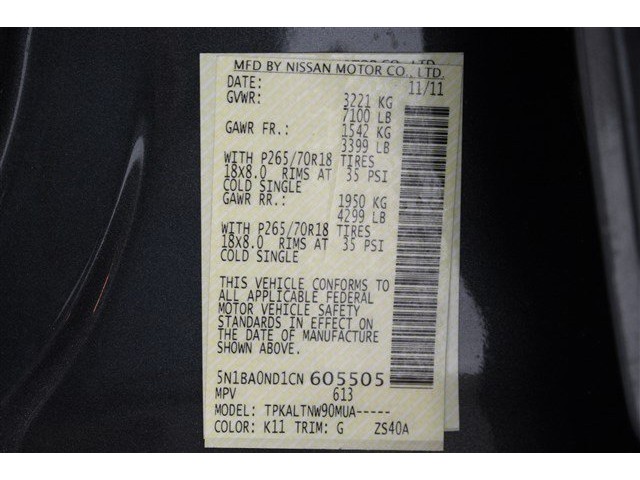 MFD BY NISSAN MOTOR CO., LTD.
DATE: 11/11
GVWR: 3221 KG
7100 LB
GAWR FR.: 1542 KG
3399 LB
WITH P265/70R18 TIRES
18X8.0 RIMS AT 35 PSI
COLD SINGLE
GAWR RR.: 1950 KG
4299 LB
WITH P265/70R18 TIRES
18X8.0 RIMS AT 35 PSI
COLD SINGLE
THIS VEHICLE CONFORMS TO
ALL APPLICABLE FEDERAL
MOTOR VEHICLE SAFETY
STANDARDS IN EFFECT ON
THE DATE OF MANUFACTURE
SHOWN ABOVE.
5N1BA0ND1CN 605505
MPV 613
MODEL: TPKALTNW90MUA-----
COLOR: K11 TRIM: G ZS40A